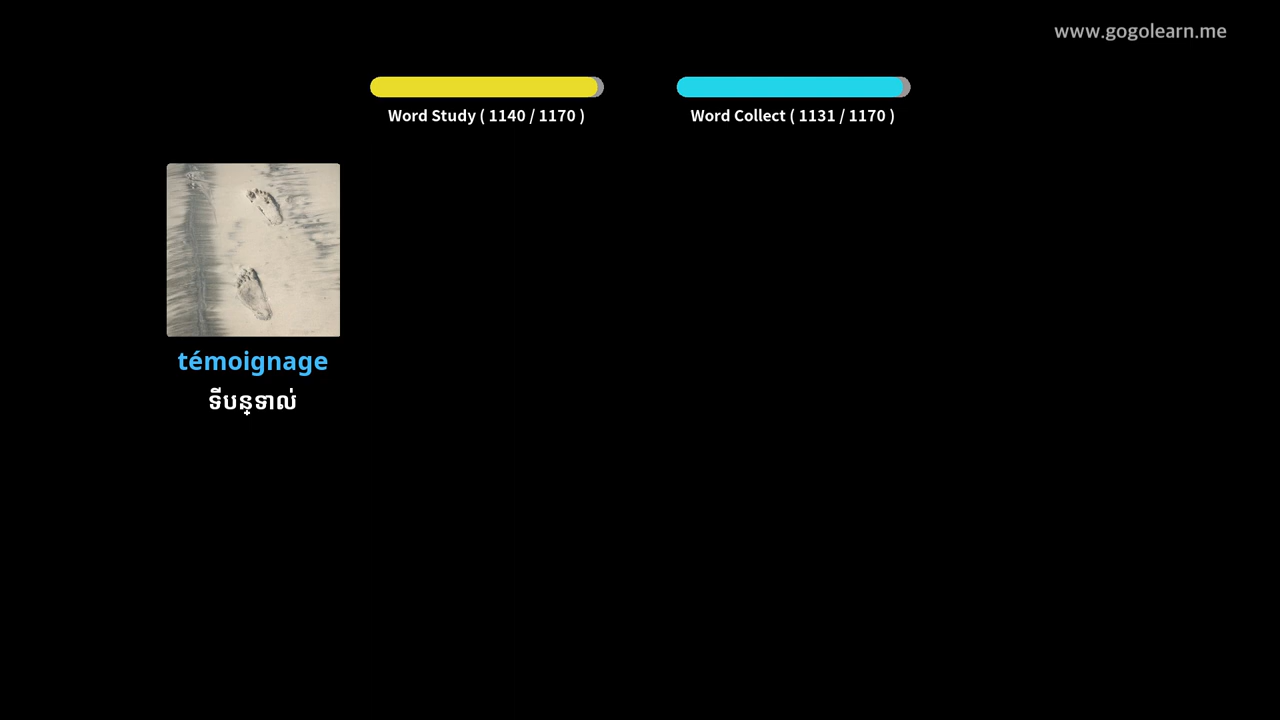 www.gogolearn.me
Word Study ( 1140 / 1170 )
Word Collect ( 1131 / 1170 )
témoignage
ទីបន្ទាល់